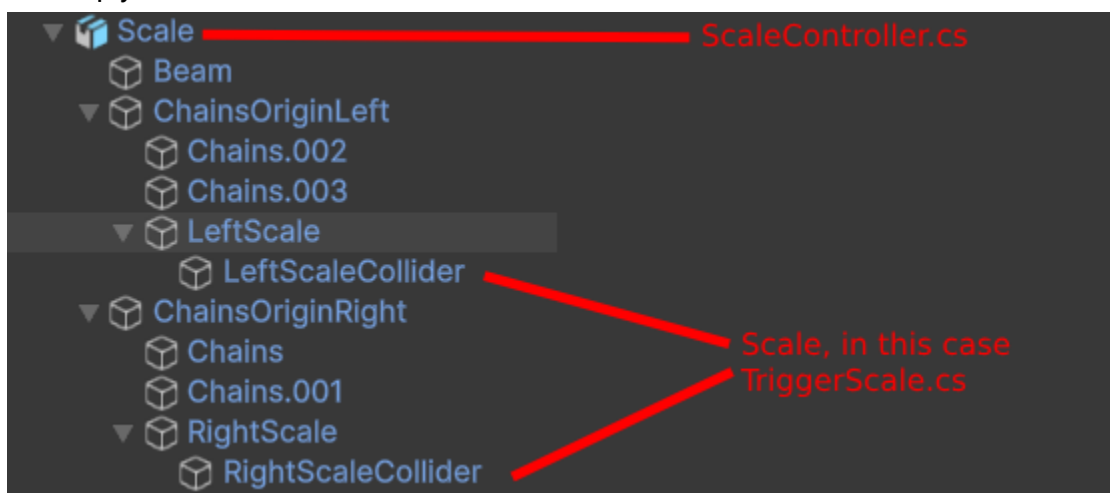 Scale
ScaleController.cs
Beam
ChainsOriginLeft
Chains.002
Chains.003
LeftScale
LeftScaleCollider
ChainsOriginRight
Chains
Scale, in this case
TriggerScale.cs
Chains.001
RightScale
RightScaleCollider